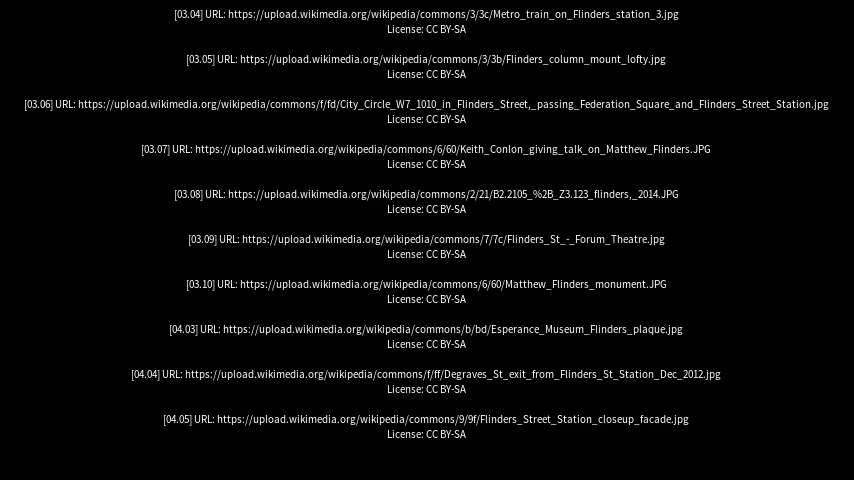 [03.04] URL: https://upload.wikimedia.org/wikipedia/commons/3/3c/Metro_train_on_Flinders_station_3.jpg
License: CC BY-SA
[03.05] URL: https://upload.wikimedia.org/wikipedia/commons/3/3b/Flinders_column_mount_lofty.jpg
License: CC BY-SA
[03.06] URL: https://upload.wikimedia.org/wikipedia/commons/f/fd/City_Circle_W7_1010_in_Flinders_Street,_passing_Federation_Square_and_Flinders_Street_Station.jpg
License: CC BY-SA
[03.07] URL: https://upload.wikimedia.org/wikipedia/commons/6/60/Keith_Conlon_giving_talk_on_Matthew_Flinders.JPG
License: CC BY-SA
[03.08] URL: https://upload.wikimedia.org/wikipedia/commons/2/21/B2.2105_%2B_Z3.123_flinders,_2014.JPG
License: CC BY-SA
[03.09] URL: https://upload.wikimedia.org/wikipedia/commons/7/7c/Flinders_St_-_Forum_Theatre.jpg
License: CC BY-SA
[03.10] URL: https://upload.wikimedia.org/wikipedia/commons/6/60/Matthew_Flinders_monument.JPG
License: CC BY-SA
[04.03] URL: https://upload.wikimedia.org/wikipedia/commons/b/bd/Esperance_Museum_Flinders_plaque.jpg
License: CC BY-SA
[04.04] URL: https://upload.wikimedia.org/wikipedia/commons/f/ff/Degraves_St_exit_from_Flinders_St_Station_Dec_2012.jpg
License: CC BY-SA
[04.05] URL: https://upload.wikimedia.org/wikipedia/commons/9/9f/Flinders_Street_Station_closeup_facade.jpg
License: CC BY-SA